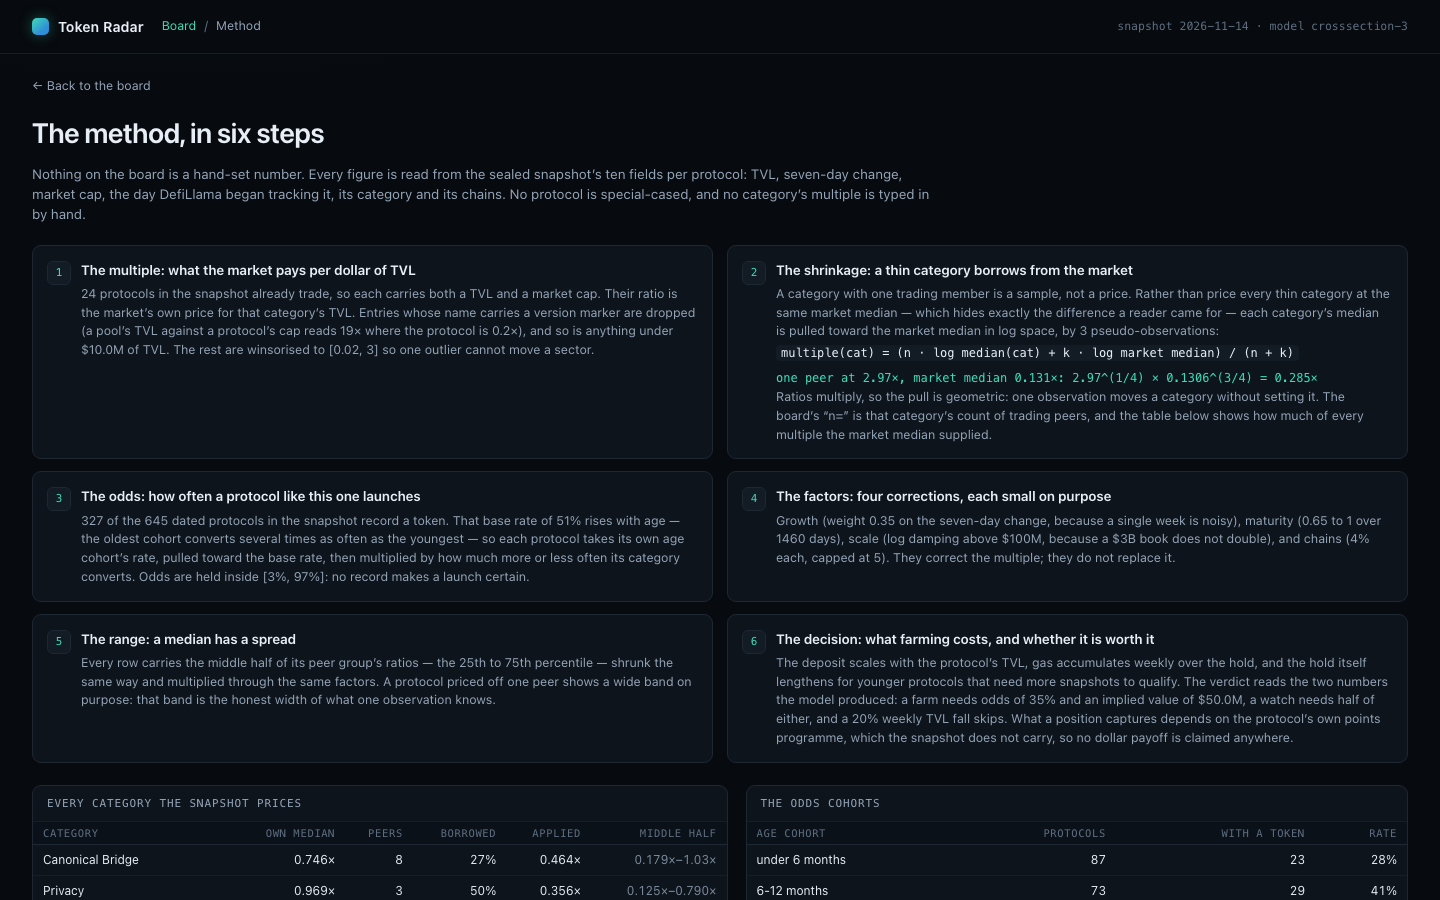 Token Radar Board / Method snapshot 2026-11-14 · model crosssection-3
← Back to the board
The method, in six steps
Nothing on the board is a hand-set number. Every figure is read from the sealed snapshot's ten fields per protocol: TVL, seven-day change,
market cap, the day DefiLlama began tracking it, its category and its chains. No protocol is special-cased, and no category's multiple is typed in
by hand.
1 The multiple: what the market pays per dollar of TVL
24 protocols in the snapshot already trade, so each carries both a TVL and a market cap. Their ratio is
the market's own price for that category's TVL. Entries whose name carries a version marker are dropped
(a pool's TVL against a protocol's cap reads 19× where the protocol is 0.2×), and so is anything under
$10.0M of TVL. The rest are winsorised to [0.02, 3] so one outlier cannot move a sector.
2 The shrinkage: a thin category borrows from the market
A category with one trading member is a sample, not a price. Rather than price every thin category at the
same market median — which hides exactly the difference a reader came for — each category's median
is pulled toward the market median in log space, by 3 pseudo-observations:
multiple(cat) = (n · log median(cat) + k · log market median) / (n + k)
one peer at 2.97×, market median 0.131×: 2.97^(1/4) × 0.1306^(3/4) = 0.285×
Ratios multiply, so the pull is geometric: one observation moves a category without setting it. The
board's “n=” is that category's count of trading peers, and the table below shows how much of every
multiple the market median supplied.
3 The odds: how often a protocol like this one launches
327 of the 645 dated protocols in the snapshot record a token. That base rate of 51% rises with age —
the oldest cohort converts several times as often as the youngest — so each protocol takes its own age
cohort's rate, pulled toward the base rate, then multiplied by how much more or less often its category
converts. Odds are held inside [3%, 97%]: no record makes a launch certain.
4 The factors: four corrections, each small on purpose
Growth (weight 0.35 on the seven-day change, because a single week is noisy), maturity (0.65 to 1 over
1460 days), scale (log damping above $100M, because a $3B book does not double), and chains (4%
each, capped at 5). They correct the multiple; they do not replace it.
5 The range: a median has a spread
Every row carries the middle half of its peer group's ratios — the 25th to 75th percentile — shrunk the
same way and multiplied through the same factors. A protocol priced off one peer shows a wide band on
purpose: that band is the honest width of what one observation knows.
6 The decision: what farming costs, and whether it is worth it
The deposit scales with the protocol's TVL, gas accumulates weekly over the hold, and the hold itself
lengthens for younger protocols that need more snapshots to qualify. The verdict reads the two numbers
the model produced: a farm needs odds of 35% and an implied value of $50.0M, a watch needs half of
either, and a 20% weekly TVL fall skips. What a position captures depends on the protocol's own points
programme, which the snapshot does not carry, so no dollar payoff is claimed anywhere.
EVERY CATEGORY THE SNAPSHOT PRICES
CATEGORY OWN MEDIAN PEERS BORROWED APPLIED MIDDLE HALF
Canonical Bridge 0.746× 8 27% 0.464× 0.179×–1.03×
Privacy 0.969× 3 50% 0.356× 0.125×–0.790×
THE ODDS COHORTS
AGE COHORT PROTOCOLS WITH A TOKEN RATE
under 6 months 87 23 28%
6-12 months 73 29 41%